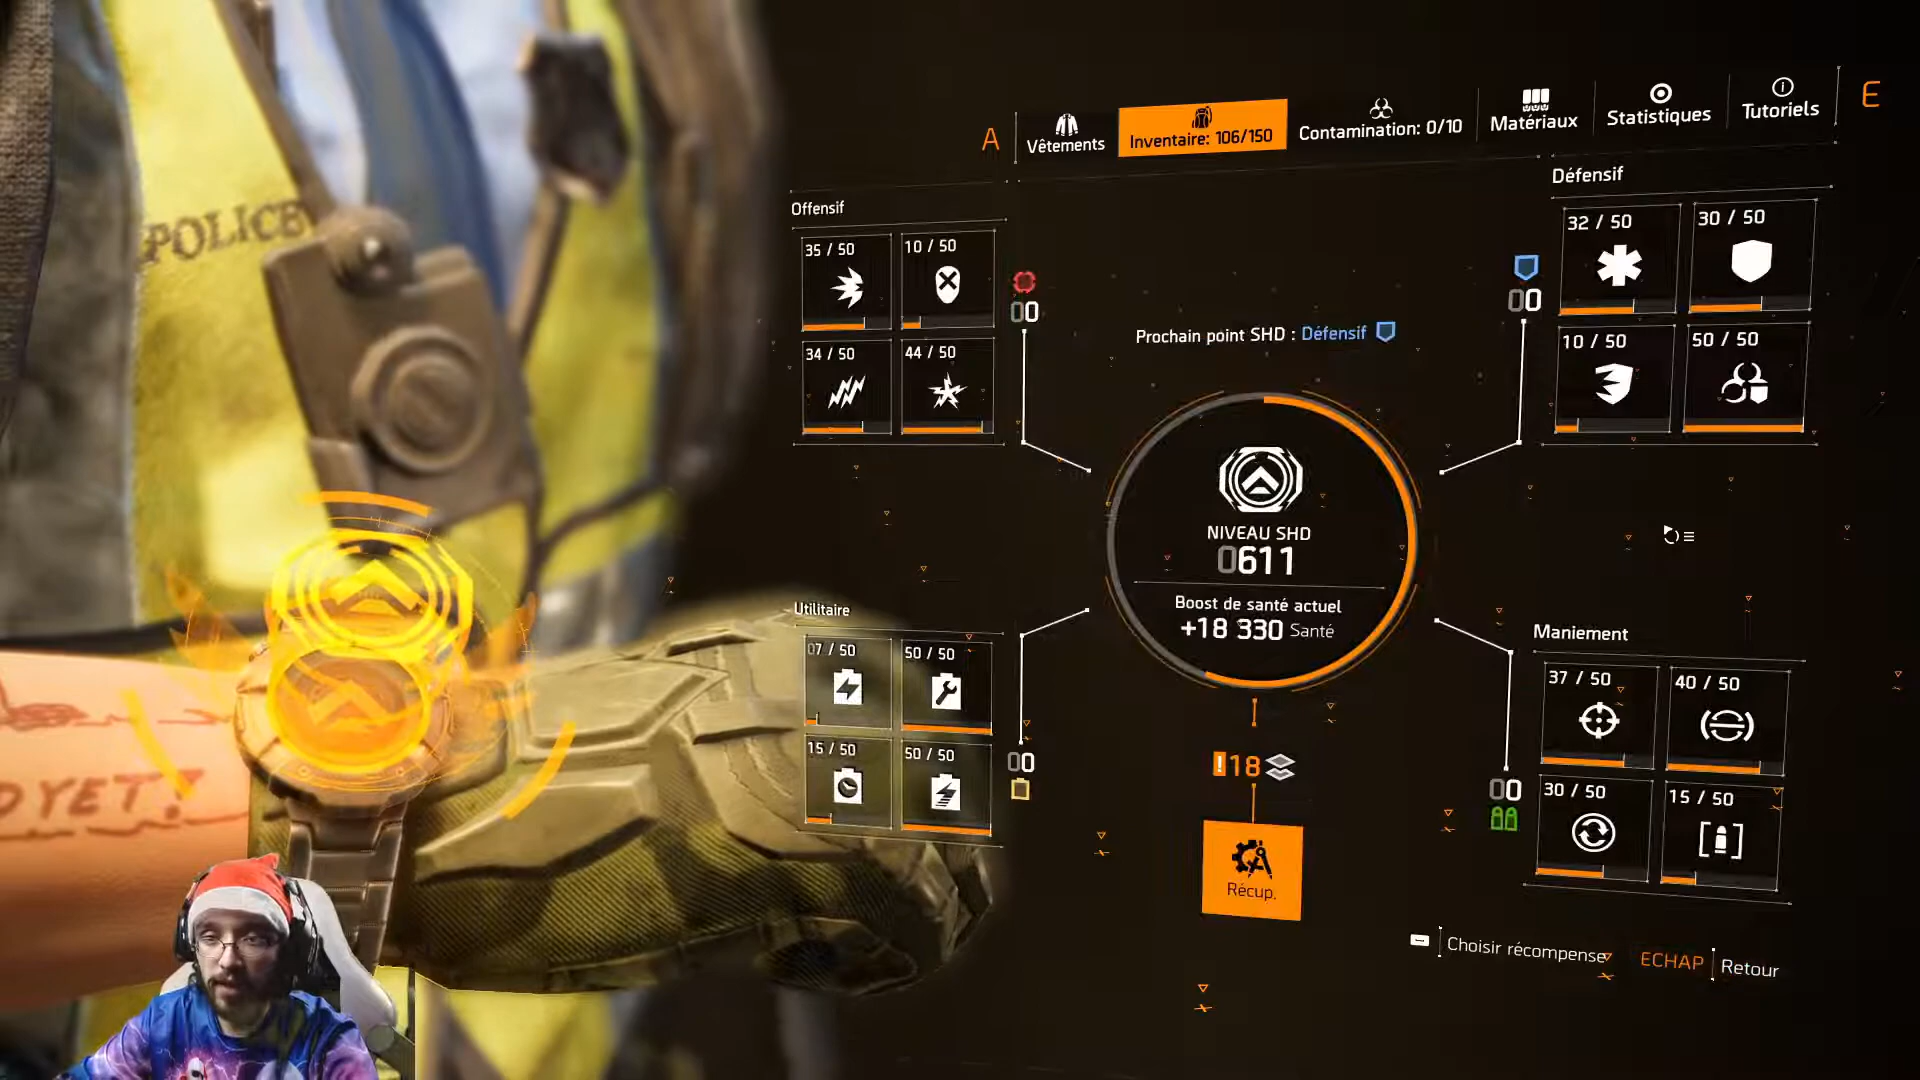 POLICE
A
Vêtements
Inventaire: 106/150
Contamination: 0/10
Matériaux
Statistiques
Tutoriels
E
Offensif
35 / 50
10 / 50
34 / 50
44 / 50
00
Défensif
32 / 50
30 / 50
10 / 50
50 / 50
00
Prochain point SHD : Défensif
NIVEAU SHD
0611
Boost de santé actuel
+18 330 Santé
Utilitaire
07 / 50
50 / 50
15 / 50
50 / 50
00
Maniement
37 / 50
40 / 50
30 / 50
15 / 50
00
!18
Récup.
Choisir récompense
ECHAP
Retour
YET!